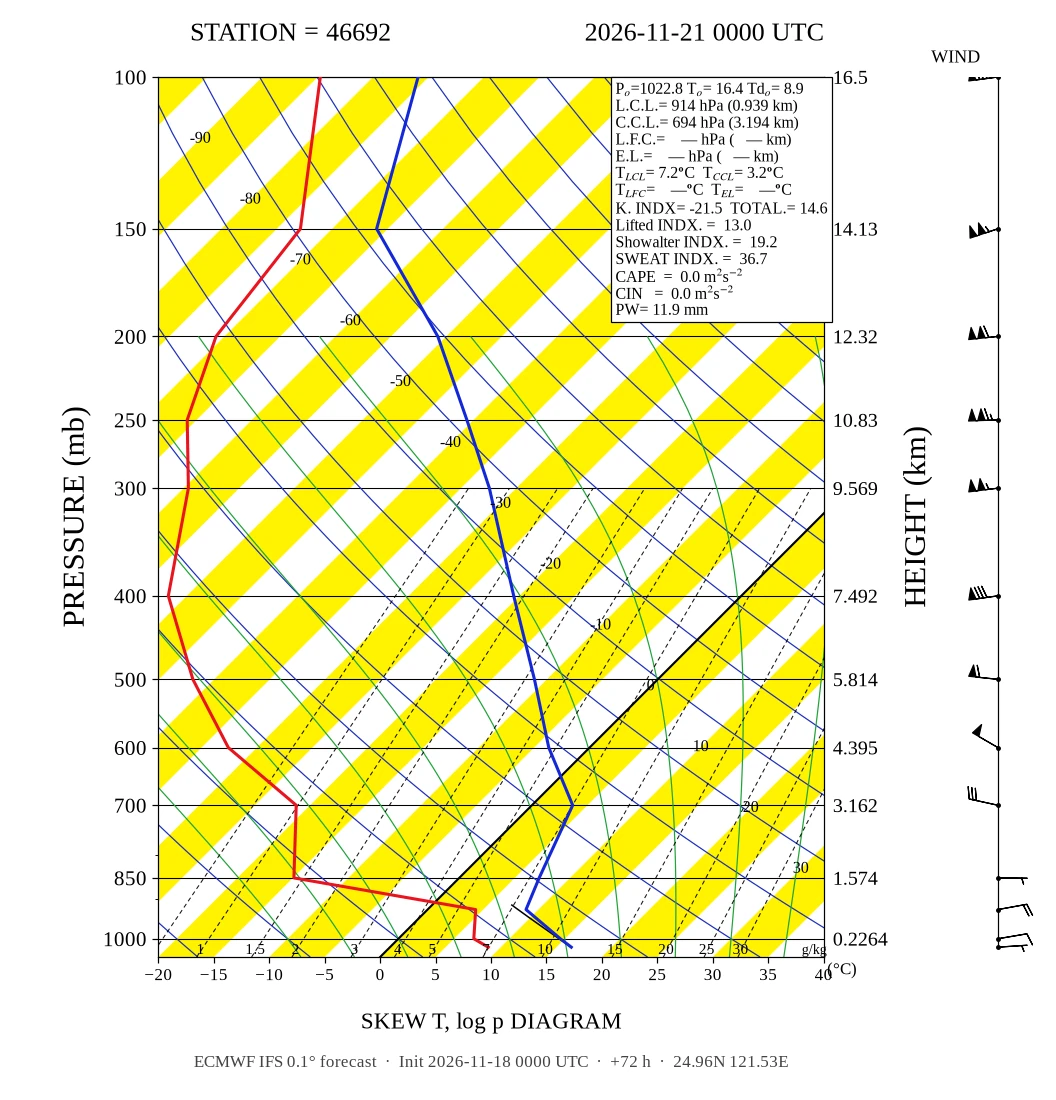 STATION = 46692
2026-11-21 0000 UTC
WIND
P₀=1022.8 T₀= 16.4 Td₀= 8.9
L.C.L.= 914 hPa (0.939 km)
C.C.L.= 694 hPa (3.194 km)
L.F.C.= — hPa ( — km)
E.L.= — hPa ( — km)
T_LCL= 7.2°C T_CCL= 3.2°C
T_LFC= —°C T_EL= —°C
K. INDX= -21.5 TOTAL.= 14.6
Lifted INDX. = 13.0
Showalter INDX. = 19.2
SWEAT INDX. = 36.7
CAPE = 0.0 m²s⁻²
CIN = 0.0 m²s⁻²
PW= 11.9 mm
PRESSURE (mb)
100
150
200
250
300
400
500
600
700
850
1000
-90
-80
-70
-60
-50
-40
-30
-20
-10
0
10
20
30
16.5
14.13
12.32
10.83
9.569
7.492
5.814
4.395
3.162
1.574
0.2264
HEIGHT (km)
1 1.5 2 3 4 5 7 10 15 20 25 30 g/kg
−20 −15 −10 −5 0 5 10 15 20 25 30 35 40 (°C)
SKEW T, log p DIAGRAM
ECMWF IFS 0.1° forecast · Init 2026-11-18 0000 UTC · +72 h · 24.96N 121.53E